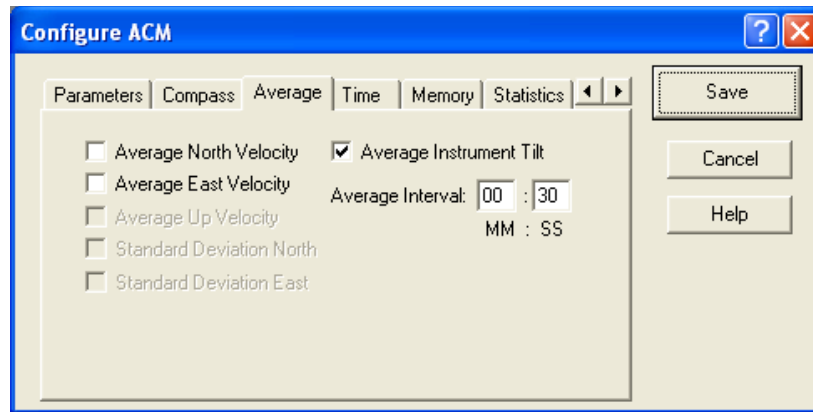 Configure ACM
Parameters Compass Average Time Memory Statistics
Save
Average North Velocity
Average Instrument Tilt
Cancel
Average East Velocity
Average Interval: 00 : 30
Average Up Velocity
MM : SS
Help
Standard Deviation North
Standard Deviation East